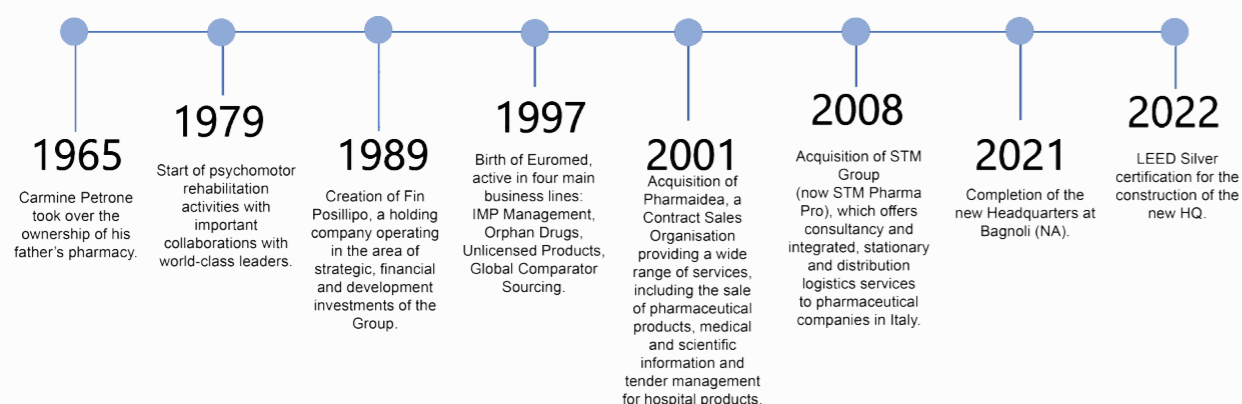 1965
Carmine Petrone
took over the
ownership of his
father's pharmacy.
1979
Start of psychomotor
rehabilitation
activities with
important
collaborations with
world-class leaders.
1989
Creation of Fin
Posillipo, a holding
company operating
in the area of
strategic, financial
and development
investments of the
Group.
1997
Birth of Euromed,
active in four main
business lines:
IMP Management,
Orphan Drugs,
Unlicensed Products,
Global Comparator
Sourcing.
2001
Acquisition of
Pharmaidea, a
Contract Sales
Organisation
providing a wide
range of services,
including the sale
of pharmaceutical
products, medical
and scientific
information and
tender management
for hospital products.
2008
Acquisition of STM
Group
(now STM Pharma
Pro), which offers
consultancy and
integrated, stationary
and distribution
logistics services
to pharmaceutical
companies in Italy.
2021
Completion of the
new Headquarters at
Bagnoli (NA).
2022
LEED Silver
certification for the
construction of the
new HQ.